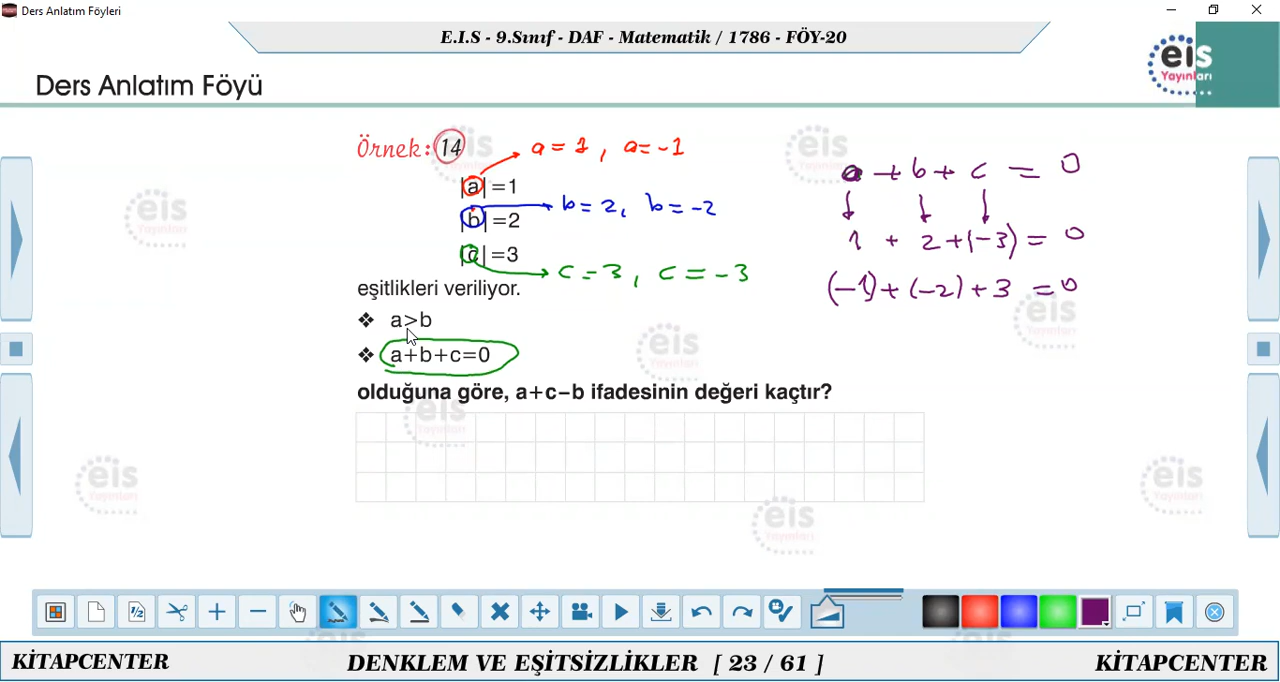 Ders Anlatım Föyleri
E.I.S - 9.Sınıf - DAF - Matematik / 1786 - FÖY-20
Ders Anlatım Föyü
eis
Yayınları
Örnek: 14
a = 1 , a = -1
|a| =1
b = 2, b = -2
|b| =2
|c| =3
c = 3, c = -3
eşitlikleri veriliyor.
❖ a>b
❖ a+b+c=0
olduğuna göre, a+c−b ifadesinin değeri kaçtır?
a + b + c = 0
1 + 2 + (-3) = 0
(-1) + (-2) + 3 = 0
1/2
KİTAPCENTER
DENKLEM VE EŞİTSİZLİKLER [ 23 / 61 ]
KİTAPCENTER